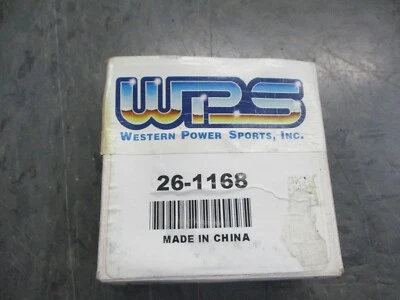 WPS
WESTERN POWER SPORTS, INC.
26-1168
MADE IN CHINA